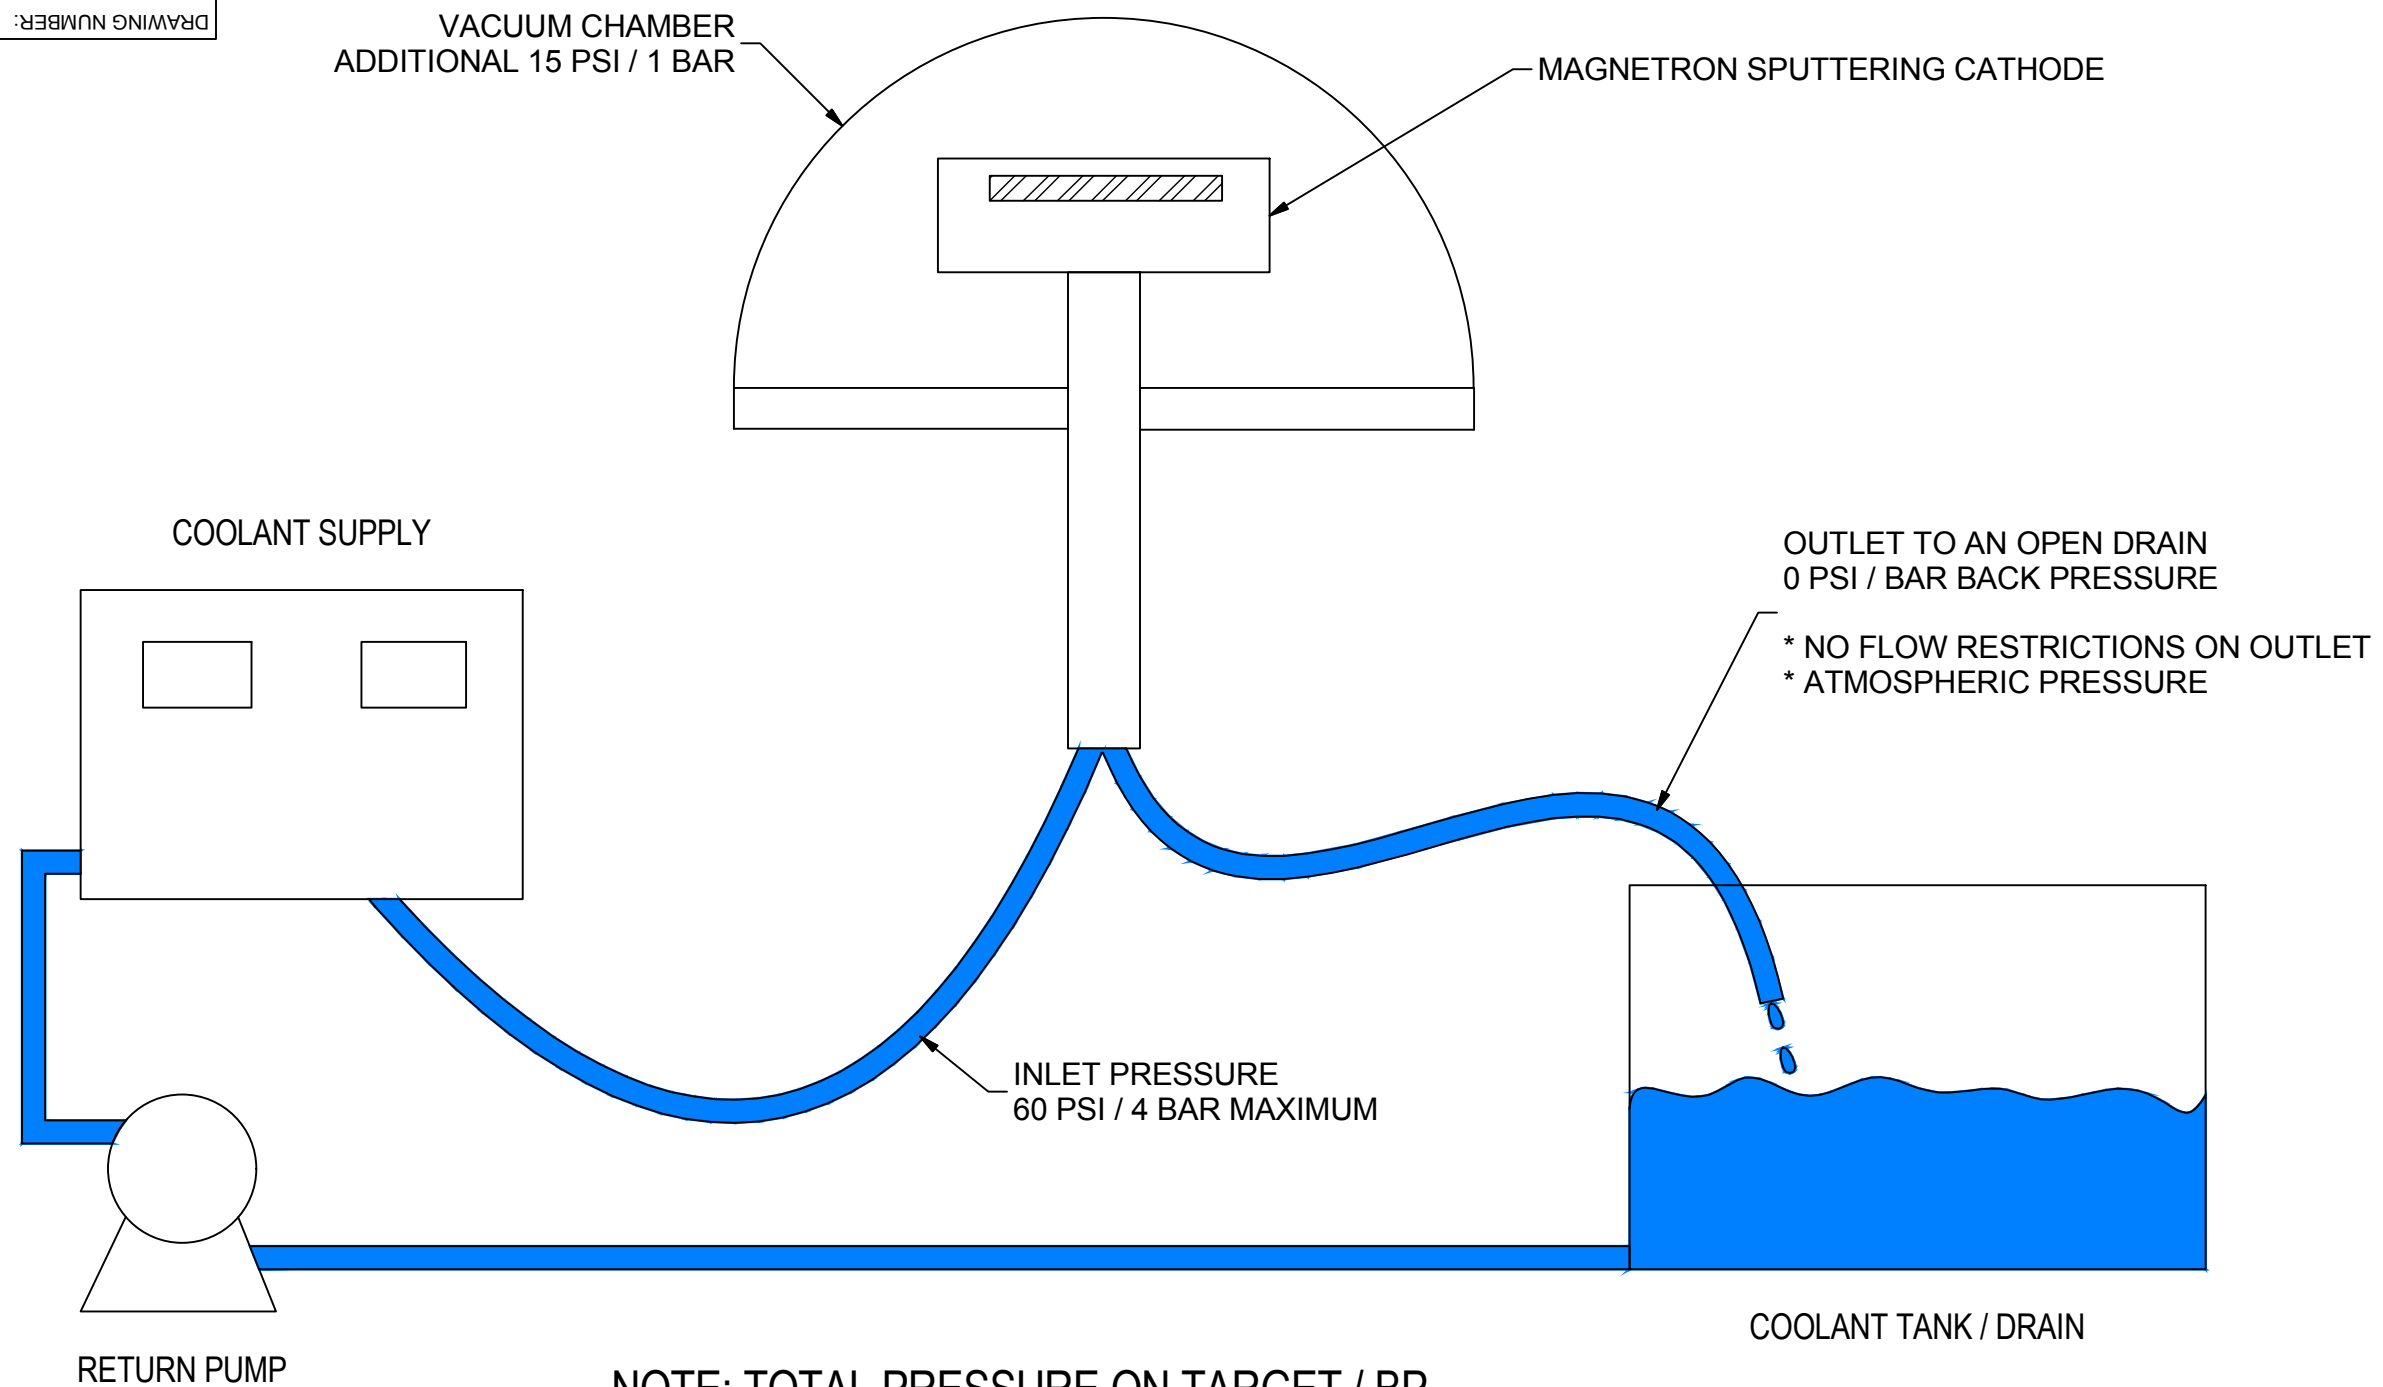 DRAWING NUMBER:
VACUUM CHAMBER
ADDITIONAL 15 PSI / 1 BAR
MAGNETRON SPUTTERING CATHODE
COOLANT SUPPLY
OUTLET TO AN OPEN DRAIN
0 PSI / BAR BACK PRESSURE
* NO FLOW RESTRICTIONS ON OUTLET
* ATMOSPHERIC PRESSURE
INLET PRESSURE
60 PSI / 4 BAR MAXIMUM
COOLANT TANK / DRAIN
RETURN PUMP
NOTE: TOTAL PRESSURE ON TARGET / BP